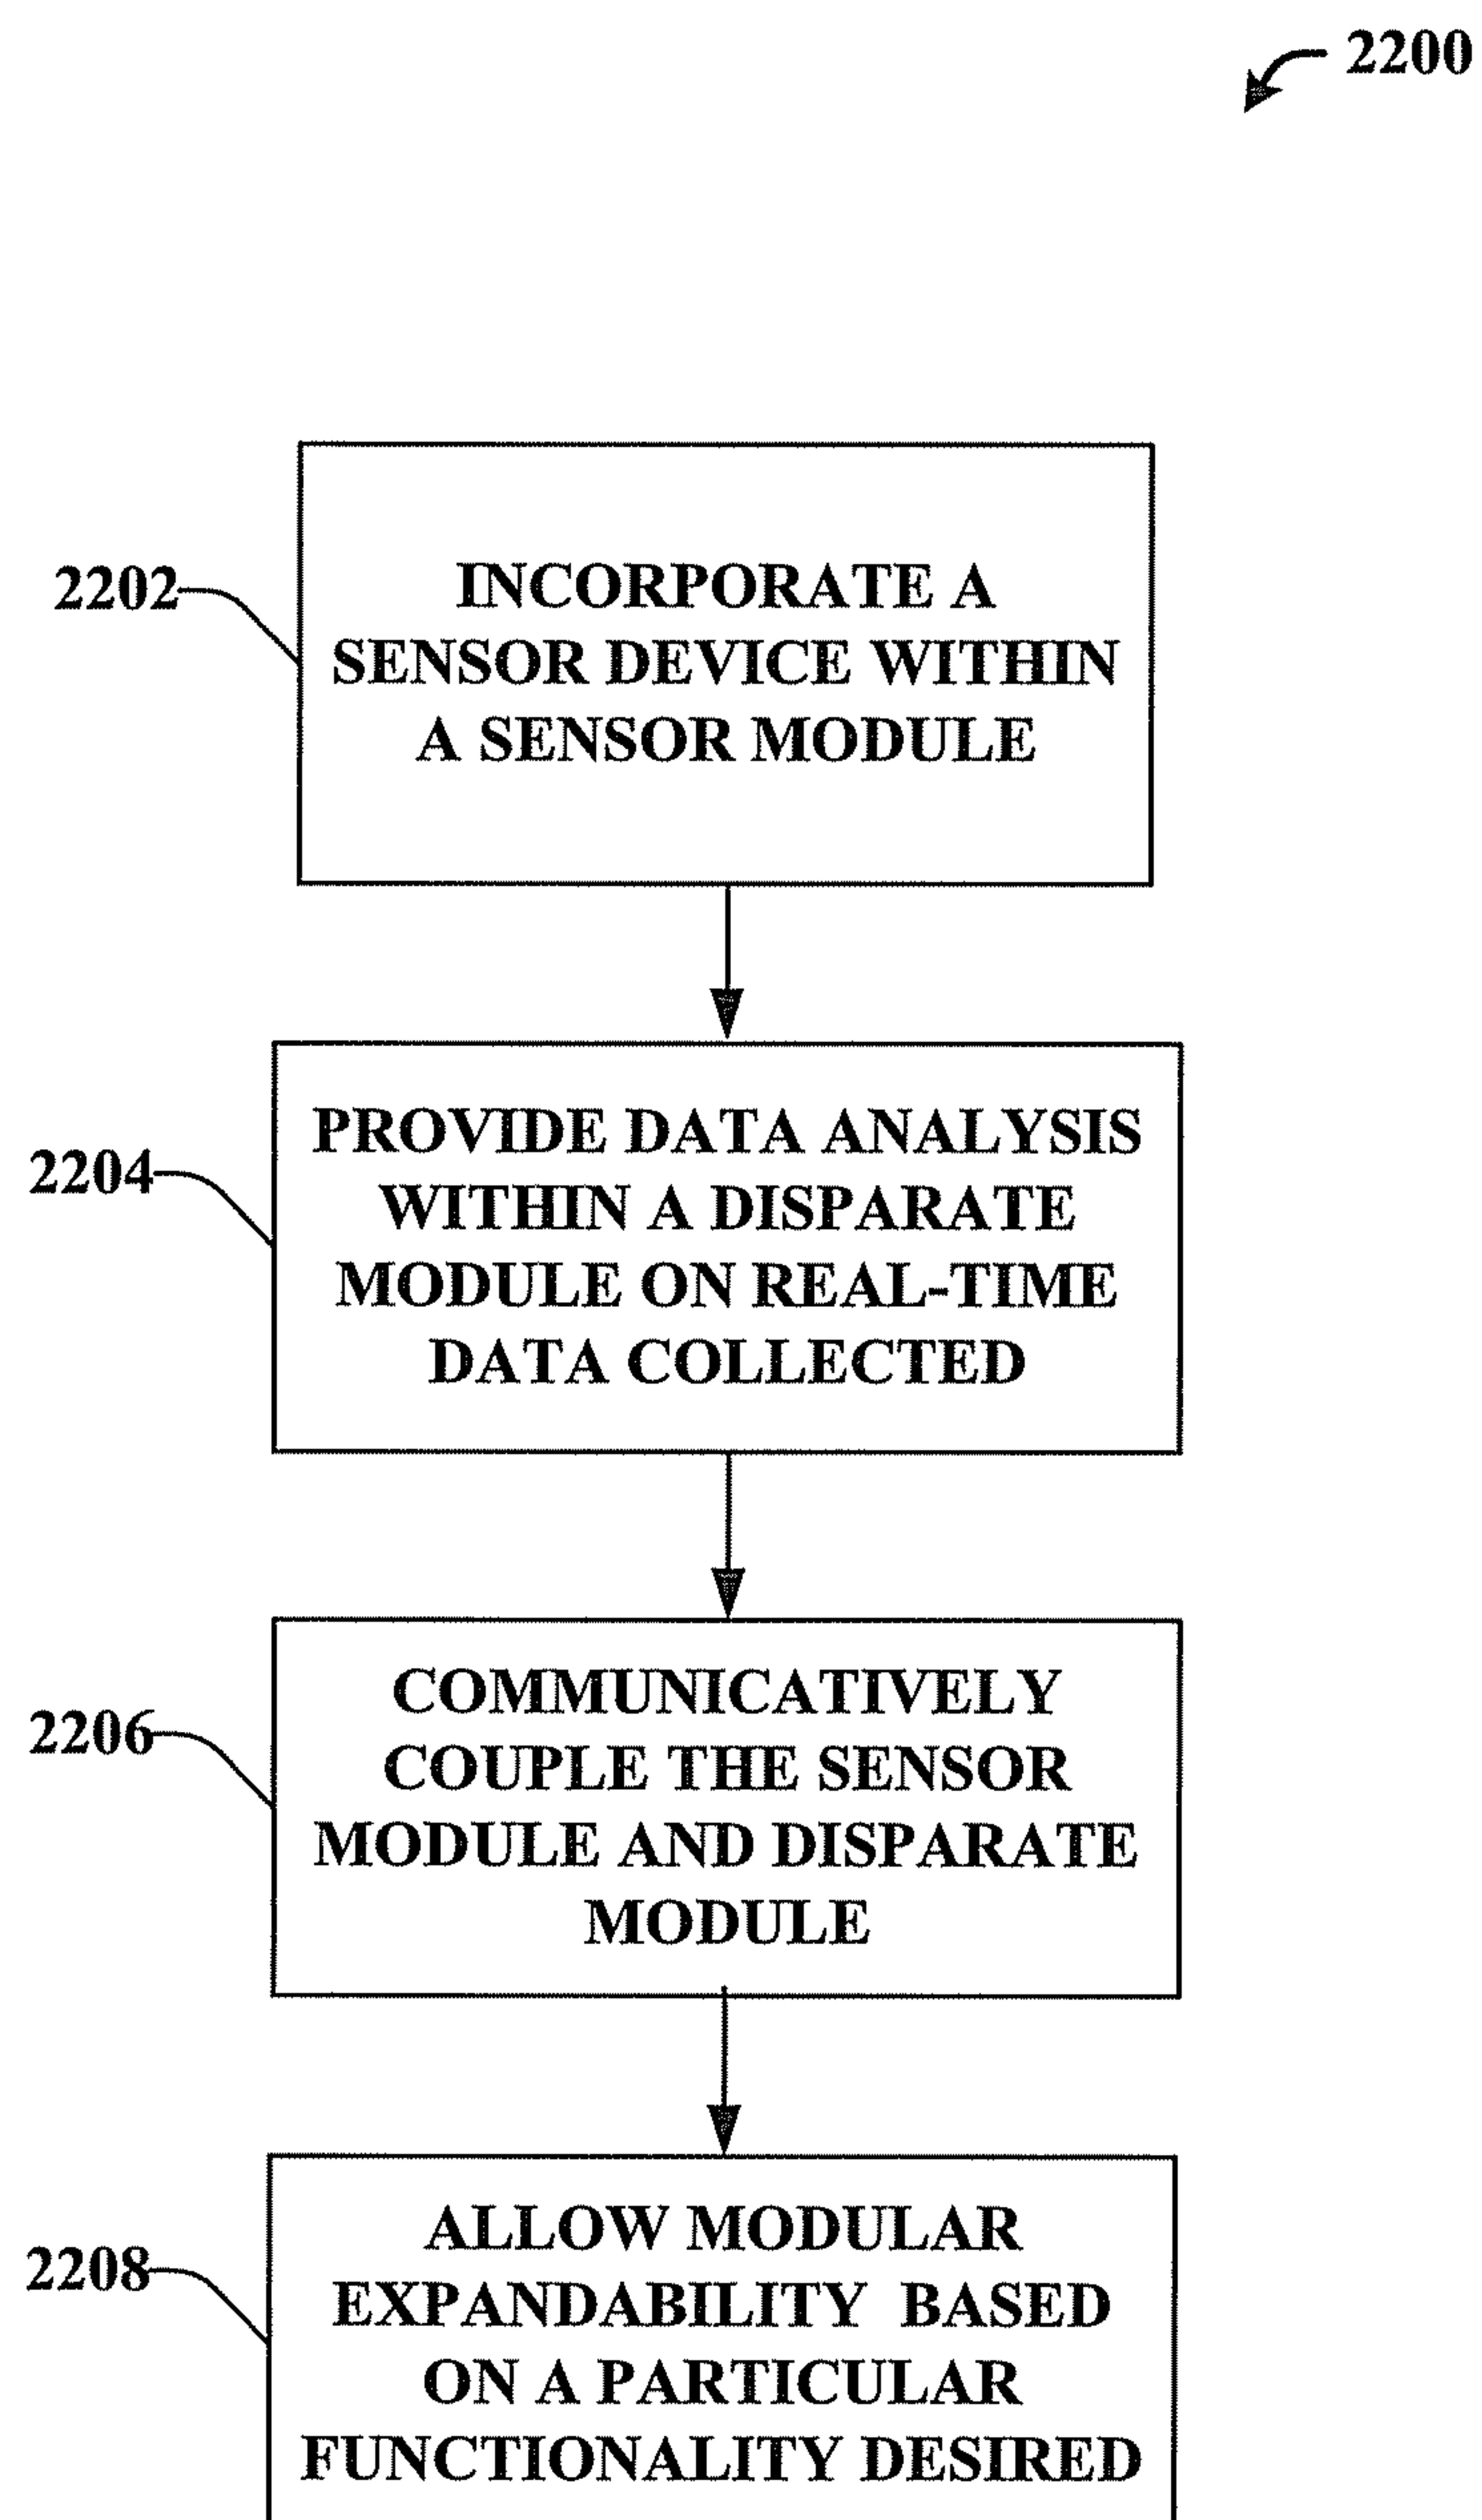 2200
2202
INCORPORATE A
SENSOR DEVICE WITHIN
A SENSOR MODULE
2204
PROVIDE DATA ANALYSIS
WITHIN A DISPARATE
MODULE ON REAL-TIME
DATA COLLECTED
2206
COMMUNICATIVELY
COUPLE THE SENSOR
MODULE AND DISPARATE
MODULE
2208
ALLOW MODULAR
EXPANDABILITY BASED
ON A PARTICULAR
FUNCTIONALITY DESIRED